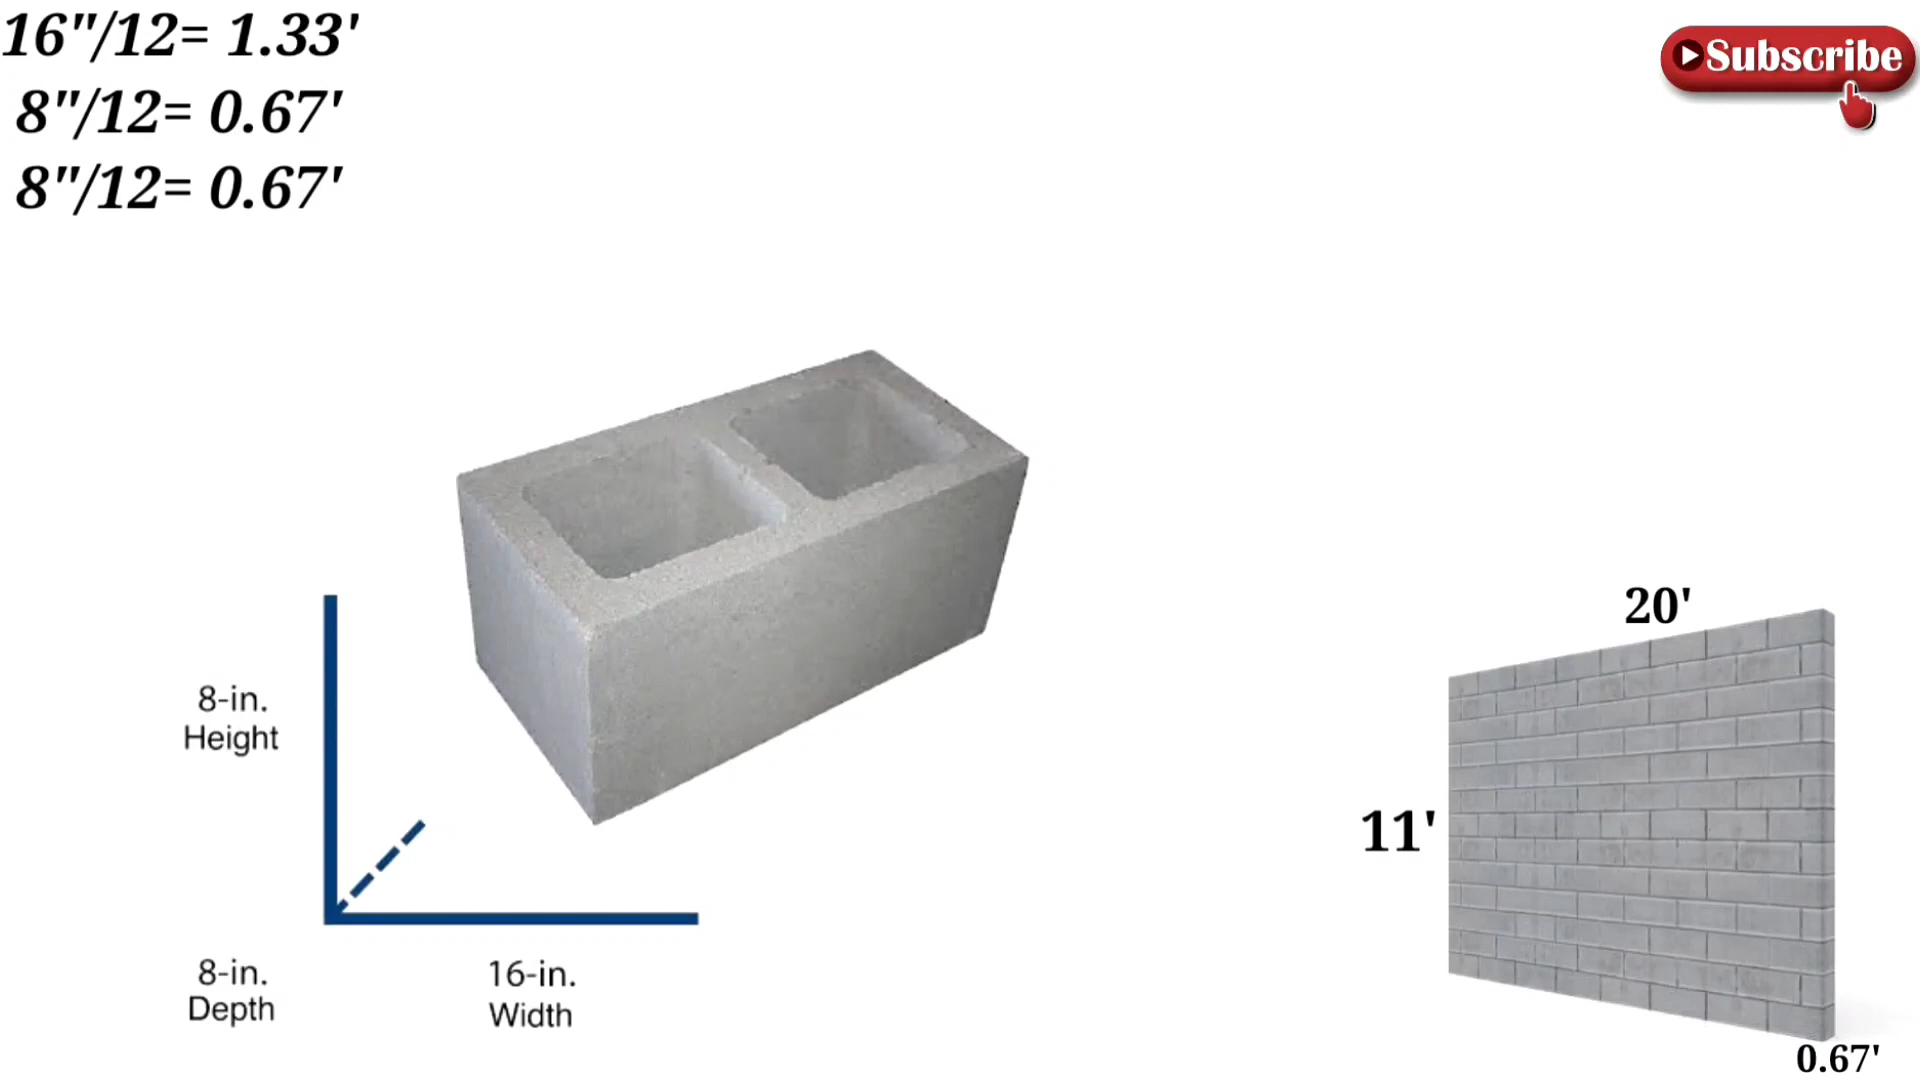 16"/12= 1.33'
8"/12= 0.67'
8"/12= 0.67'
Subscribe
20'
8-in.
Height
11'
8-in.
Depth
16-in.
Width
0.67'